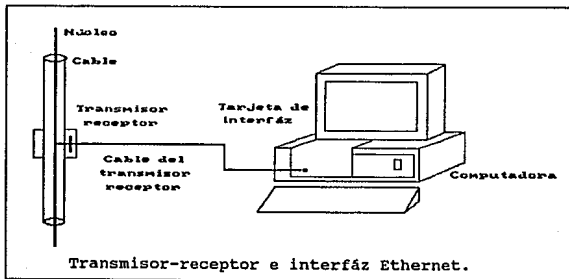 Núcleo
Cable
Transmisor
receptor
Tarjeta de
interfáz
Cable del
transmisor
receptor
Computadora
Transmisor-receptor e interfáz Ethernet.